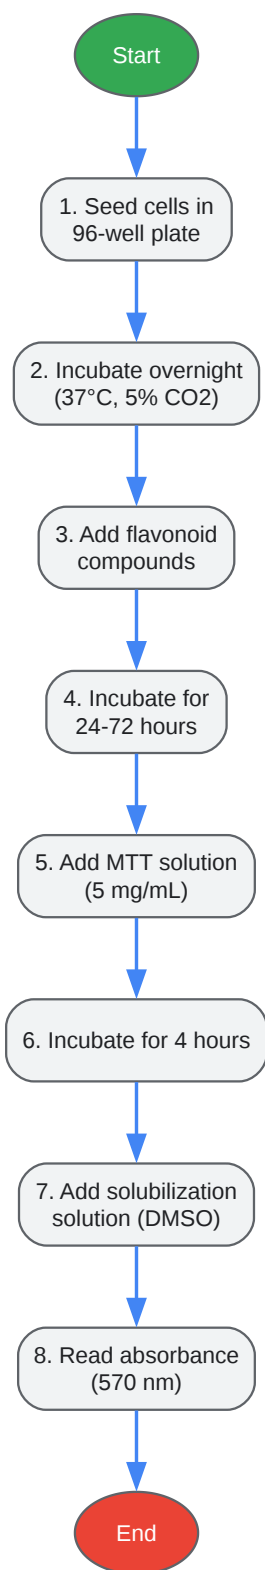 Start
1. Seed cells in
96-well plate
2. Incubate overnight
(37°C, 5% CO2)
3. Add flavonoid
compounds
4. Incubate for
24-72 hours
5. Add MTT solution
(5 mg/mL)
6. Incubate for 4 hours
7. Add solubilization
solution (DMSO)
8. Read absorbance
(570 nm)
End